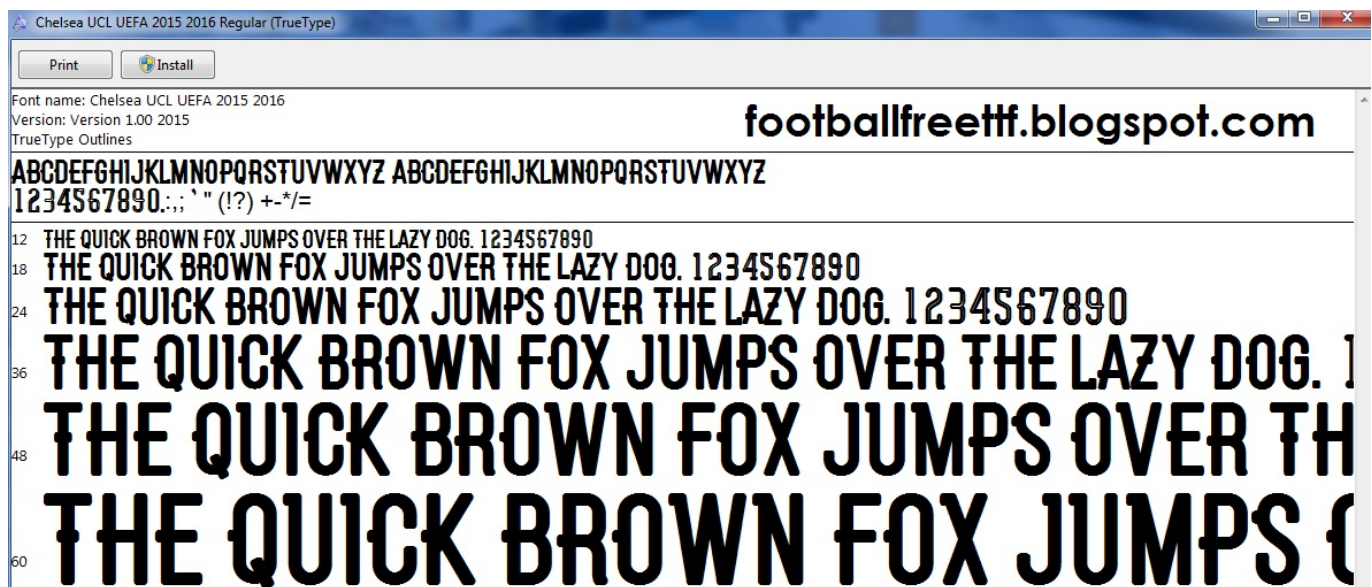 Chelsea UCL UEFA 2015 2016 Regular (TrueType)
Print
Install
Font name: Chelsea UCL UEFA 2015 2016
Version: Version 1.00 2015
TrueType Outlines
footballfreettf.blogspot.com
ABCDEFGHIJKLMNOPQRSTUVWXYZ ABCDEFGHIJKLMNOPQRSTUVWXYZ
1234567890.:,; ` " (!?) +-*/=
12 THE QUICK BROWN FOX JUMPS OVER THE LAZY DOG. 1234567890
18 THE QUICK BROWN FOX JUMPS OVER THE LAZY DOG. 1234567890
24 THE QUICK BROWN FOX JUMPS OVER THE LAZY DOG. 1234567890
36 THE QUICK BROWN FOX JUMPS OVER THE LAZY DOG. 1
48 THE QUICK BROWN FOX JUMPS OVER TH
60 THE QUICK BROWN FOX JUMPS